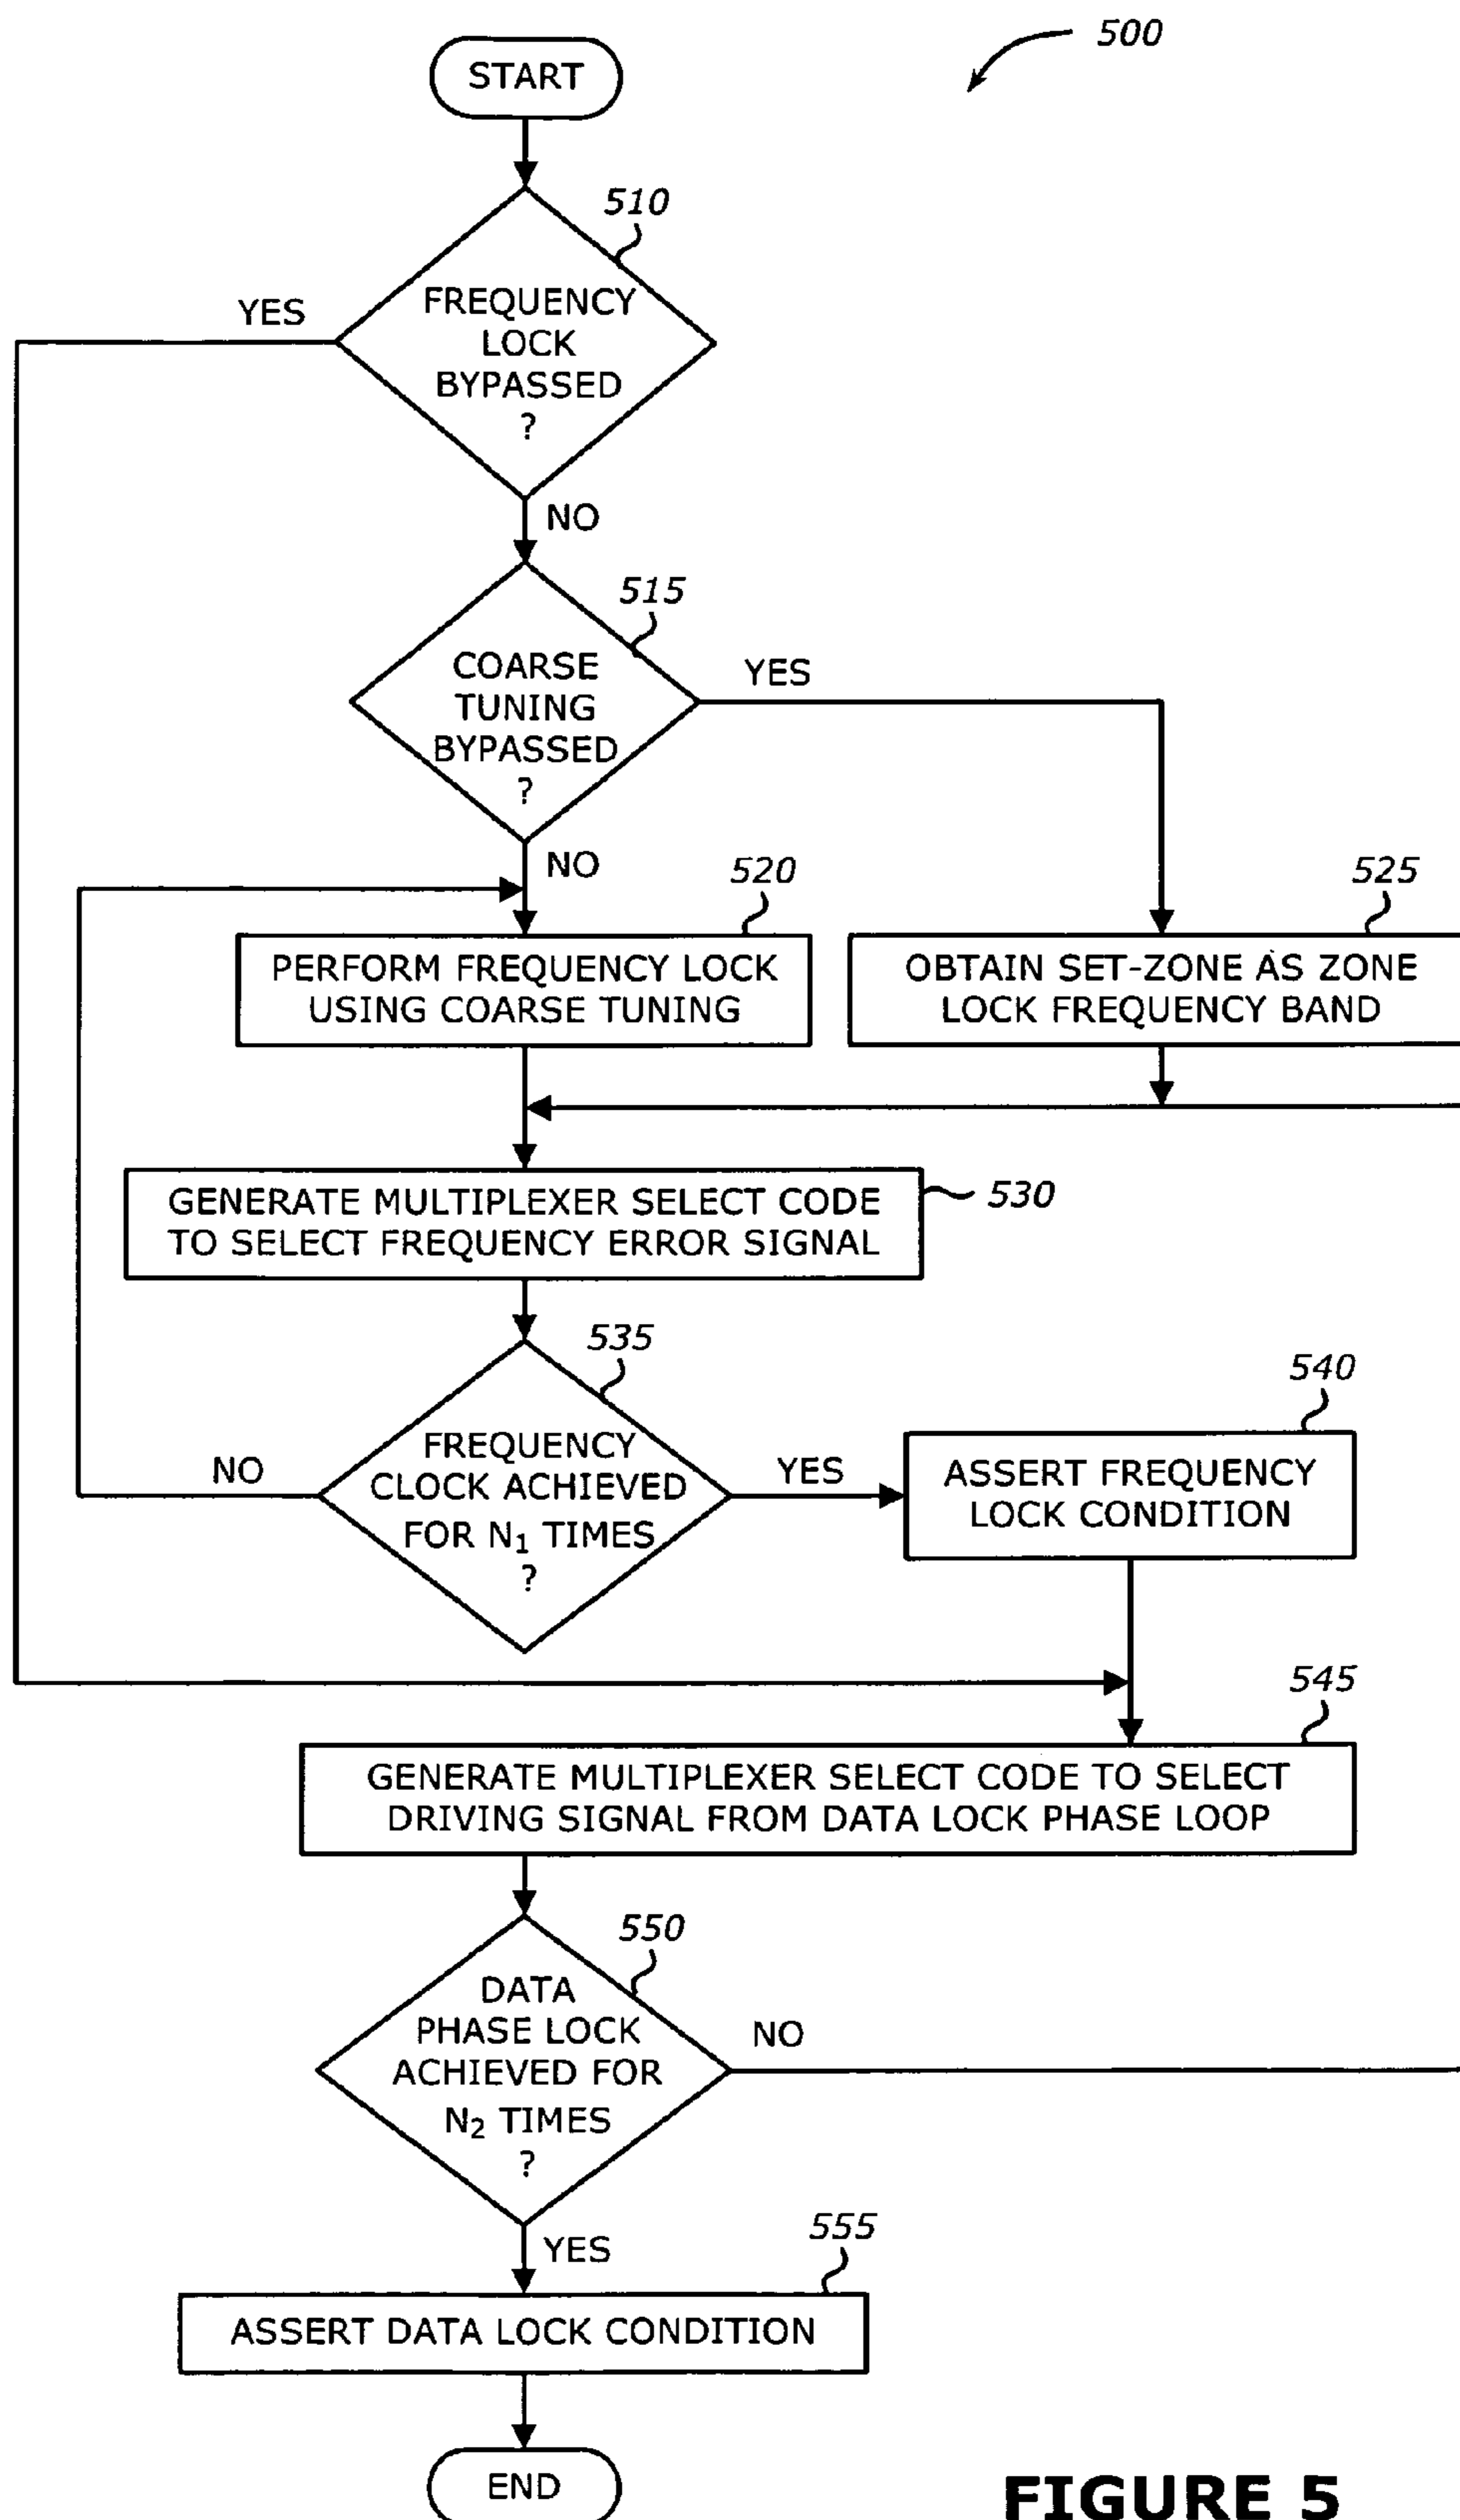 500
START
510
YES
FREQUENCY
LOCK
BYPASSED
?
NO
515
COARSE
TUNING
BYPASSED
?
YES
NO
520
525
PERFORM FREQUENCY LOCK
USING COARSE TUNING
OBTAIN SET-ZONE AS ZONE
LOCK FREQUENCY BAND
GENERATE MULTIPLEXER SELECT CODE
TO SELECT FREQUENCY ERROR SIGNAL
530
535
540
NO
FREQUENCY
CLOCK ACHIEVED
FOR N₁ TIMES
?
YES
ASSERT FREQUENCY
LOCK CONDITION
545
GENERATE MULTIPLEXER SELECT CODE TO SELECT
DRIVING SIGNAL FROM DATA LOCK PHASE LOOP
550
DATA
PHASE LOCK
ACHIEVED FOR
N₂ TIMES
?
NO
YES
555
ASSERT DATA LOCK CONDITION
END
FIGURE 5